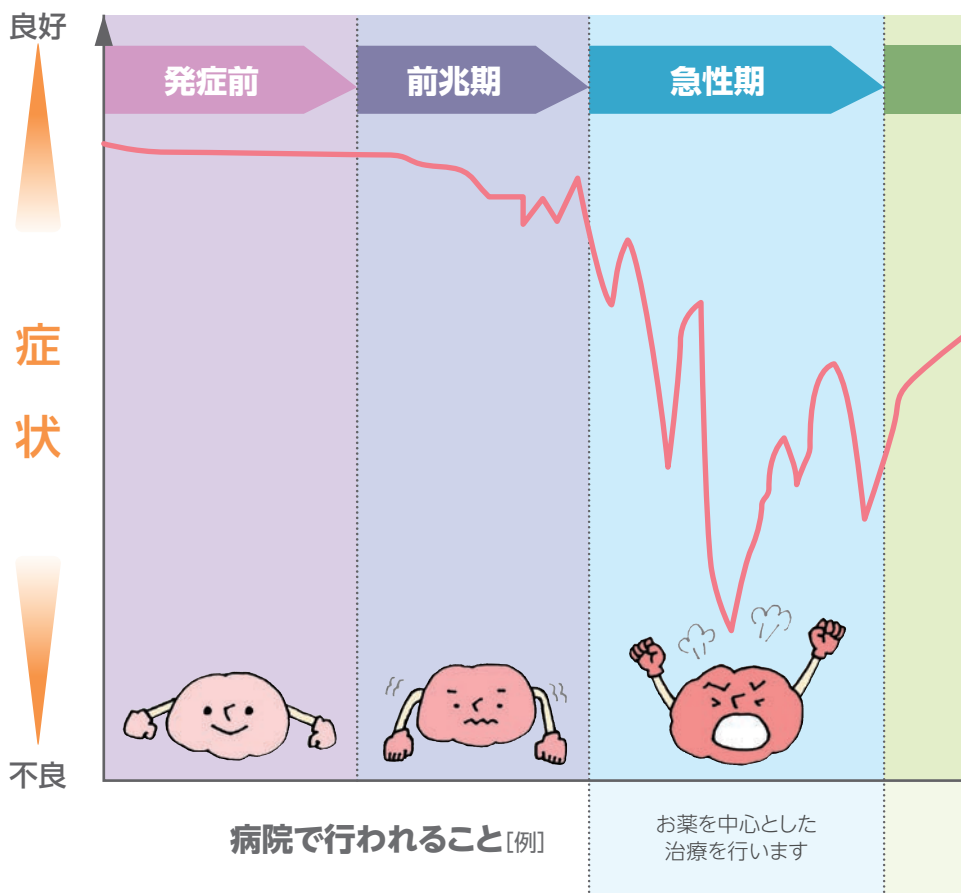 良好
発症前
前兆期
急性期
症
状
不良
病院で行われること[例]
お薬を中心とした
治療を行います